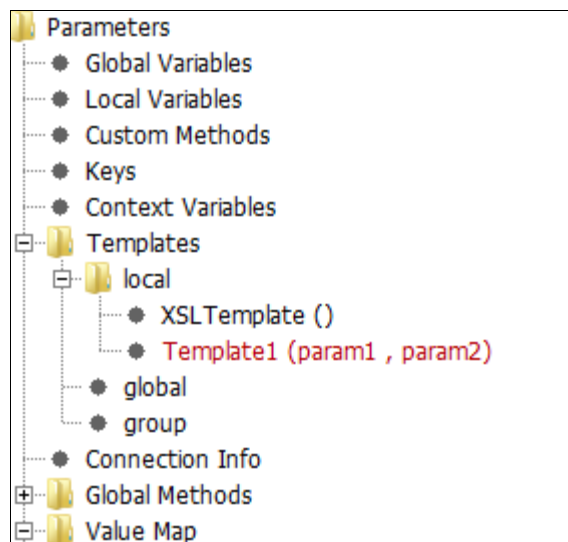 Parameters
Global Variables
Local Variables
Custom Methods
Keys
Context Variables
Templates
local
XSLTemplate ()
Template1 (param1 , param2)
global
group
Connection Info
Global Methods
Value Map